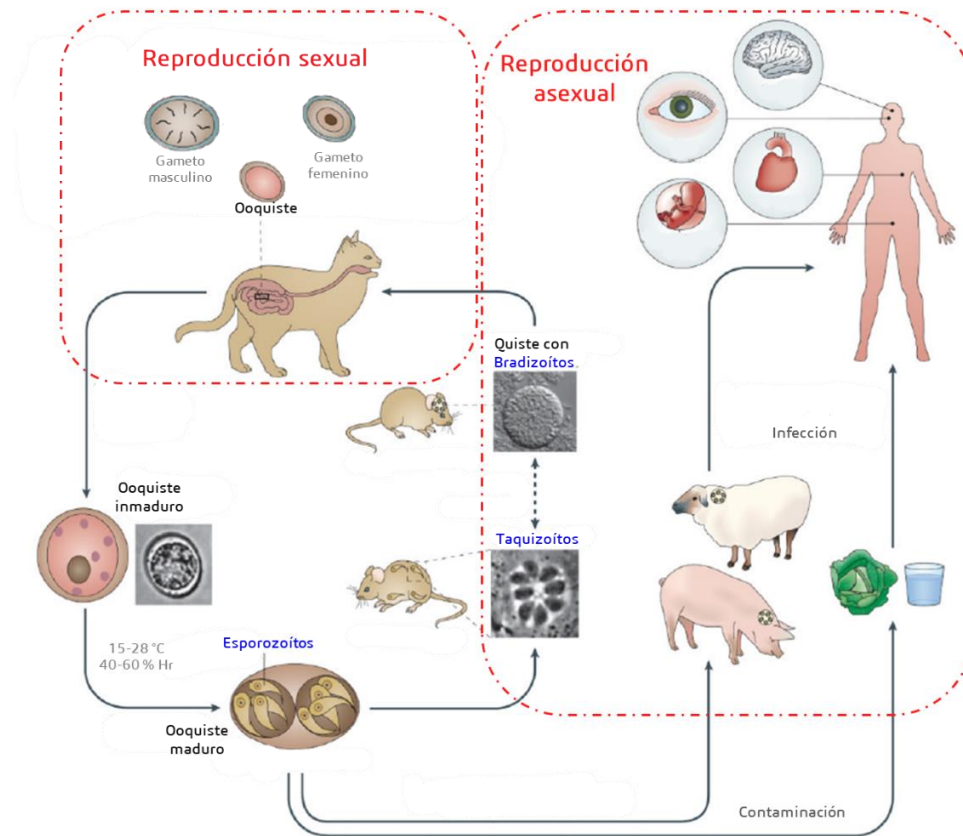 Reproducción sexual
Gameto
masculino
Gameto
femenino
Ooquiste
Reproducción
asexual
Quiste con
Bradizoítos
Infección
Ooquiste
inmaduro
Taquizoítos
15-28 °C
40-60 % Hr
Esporozoítos
Ooquiste
maduro
Contaminación